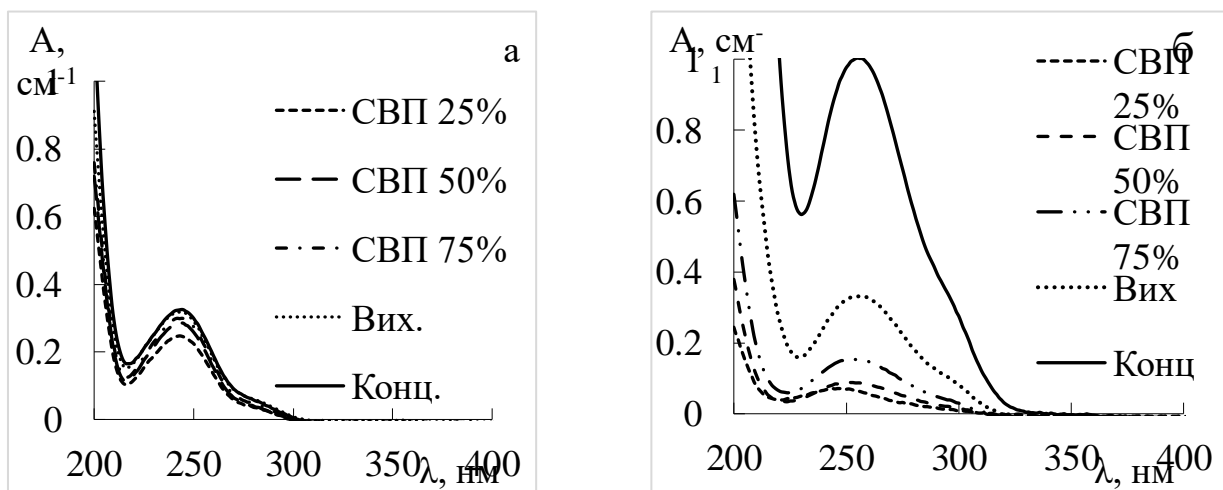 А,
см-1
а
1
0.8
0.6
0.4
0.2
0
200 250 300 350 400
λ, нм
СВП 25%
СВП 50%
СВП 75%
Вих.
Конц.
А, см-
1
б
1
0.8
0.6
0.4
0.2
0
200 250 300 350 400
λ, нм
СВП
25%
СВП
50%
СВП
75%
Вих
Конц